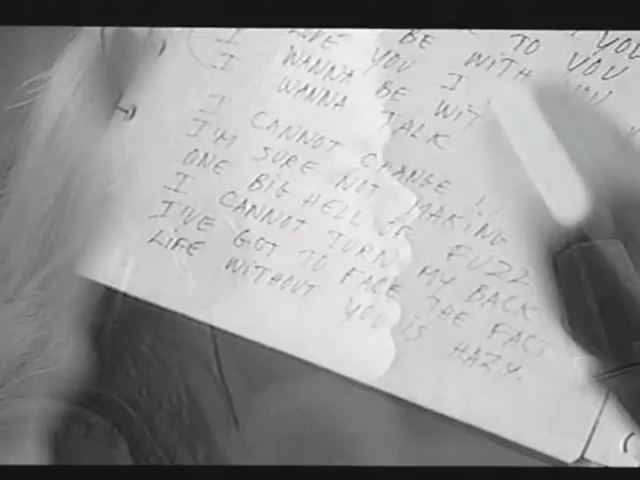 I LOVE YOU
BE WITH YOU
I WANNA BE WIT
I WANNA TALK TO YOU
I CANNOT CHANGE
I'M SURE NOT MAKING
ONE BIG HELL OF FUZZ
I CANNOT TURN MY BACK
I'VE GOT TO FACE THE FACT
LIFE WITHOUT YOU IS HAZY.